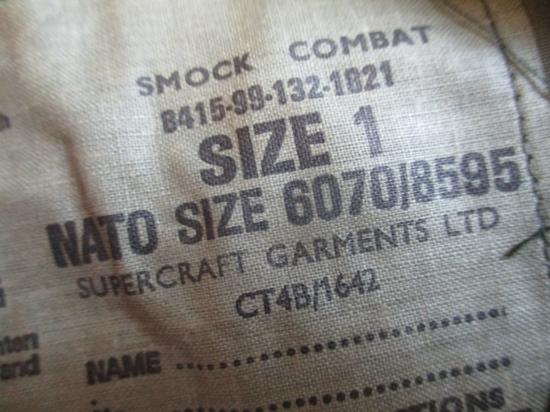 SMOCK COMBAT
8415-99-132-1821
SIZE 1
NATO SIZE 6070/8595
SUPERCRAFT GARMENTS LTD
CT4B/1642
NAME